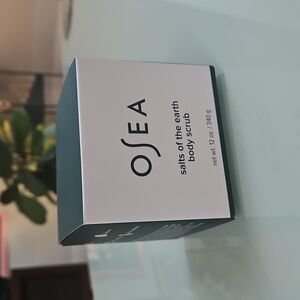 OSEA
salts of the earth
body scrub
net wt. 12 oz. / 340 g